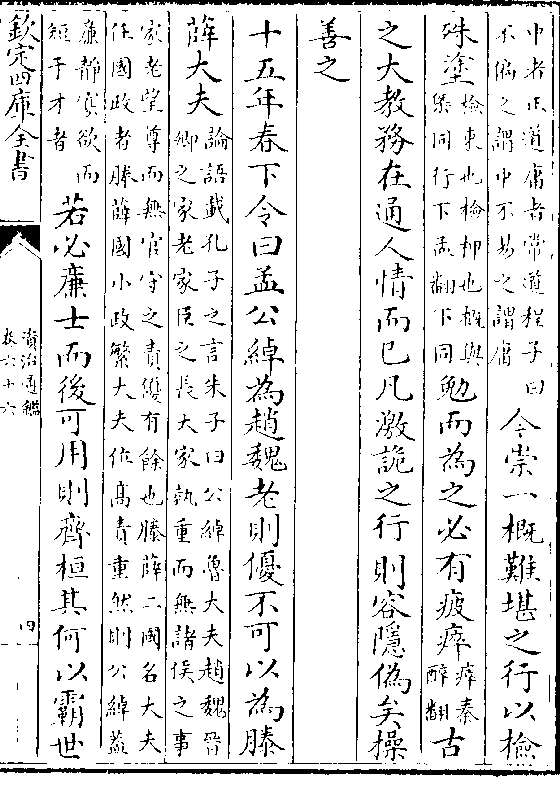 中者正道庸者常道程子曰
不偏之謂中不易之謂庸
今崇一概難堪之行以檢
殊塗
檢束也檢柙也概與
槩同行下孟翻下同
勉而為之必有疲瘁
瘁秦
醉翻
古
之大教務在通人情而已凡激詭之行則容隱偽矣操
善之
十五年春下令曰孟公綽為趙魏老則優不可以為滕
薛大夫
論語載孔子之言朱子曰公綽魯大夫趙魏晉
卿之家老家臣之長大家執重而無諸侯之事
家老望尊而無官守之責優有餘也滕薛二國名大夫
任國政者滕薛國小政繁大夫位髙責重然則公綽蓋
廉静寡欲而
短于才者
若必廉士而後可用則齊桓其何以霸世
欽定四庫全書
資治通鑑
卷六十六
四